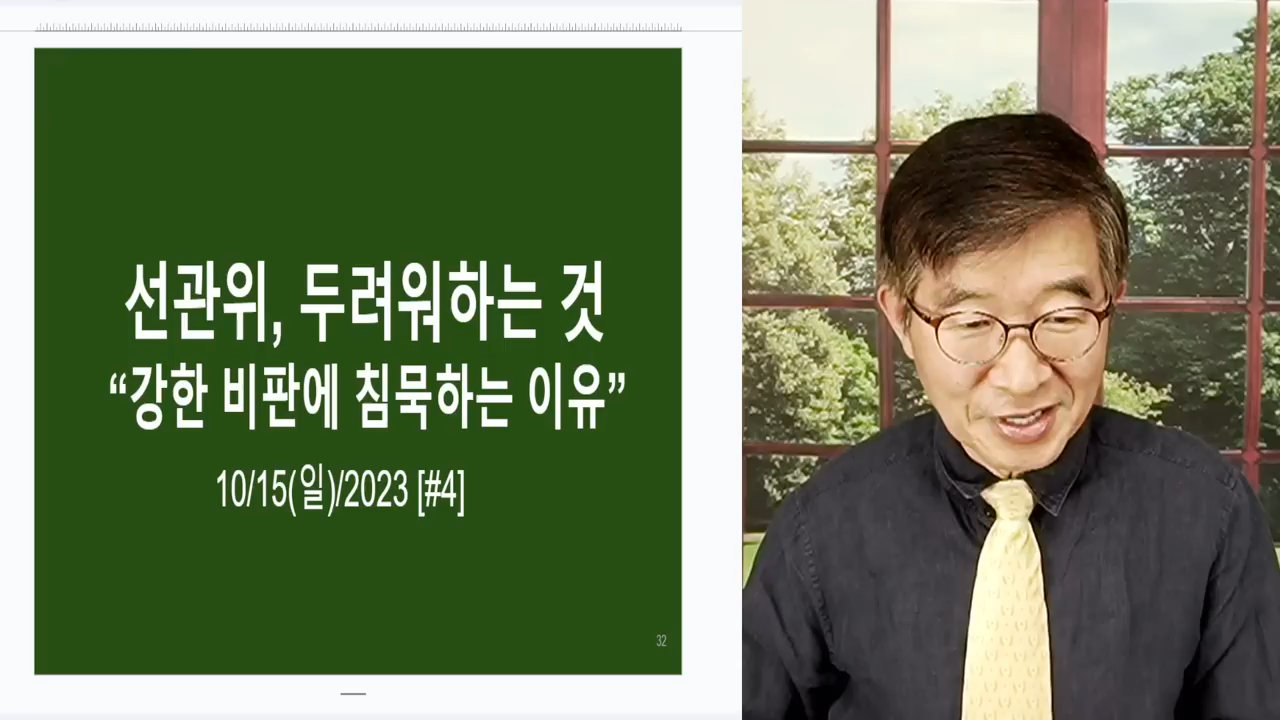 선관위, 두려워하는 것
“강한 비판에 침묵하는 이유”
10/15(일)/2023 [#4]
32